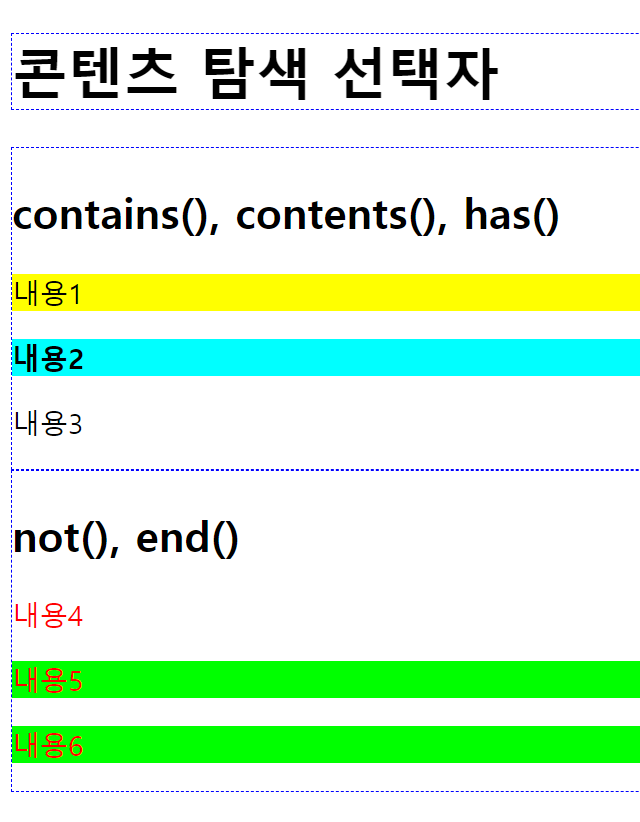 콘텐츠 탐색 선택자
contains(), contents(), has()
내용1
내용2
내용3
not(), end()
내용4
내용5
내용6